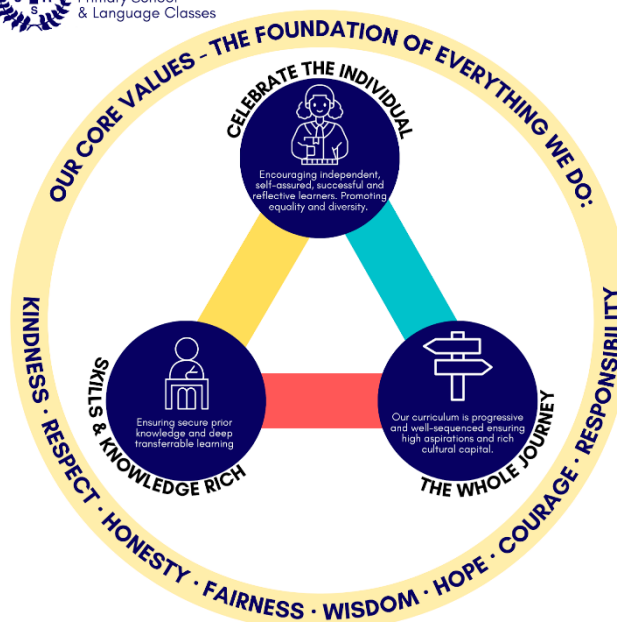 Primary School
& Language Classes
OUR CORE VALUES - THE FOUNDATION OF EVERYTHING WE DO:
CELEBRATE THE INDIVIDUAL
Encouraging independent,
self-assured, successful and
reflective learners. Promoting
equality and diversity.
SKILLS & KNOWLEDGE RICH
Ensuring secure prior
knowledge and deep
transferrable learning
THE WHOLE JOURNEY
Our curriculum is progressive
and well-sequenced ensuring
high aspirations and rich
cultural capital.
KINDNESS · RESPECT · HONESTY · FAIRNESS · WISDOM · HOPE · COURAGE · RESPONSIBILITY